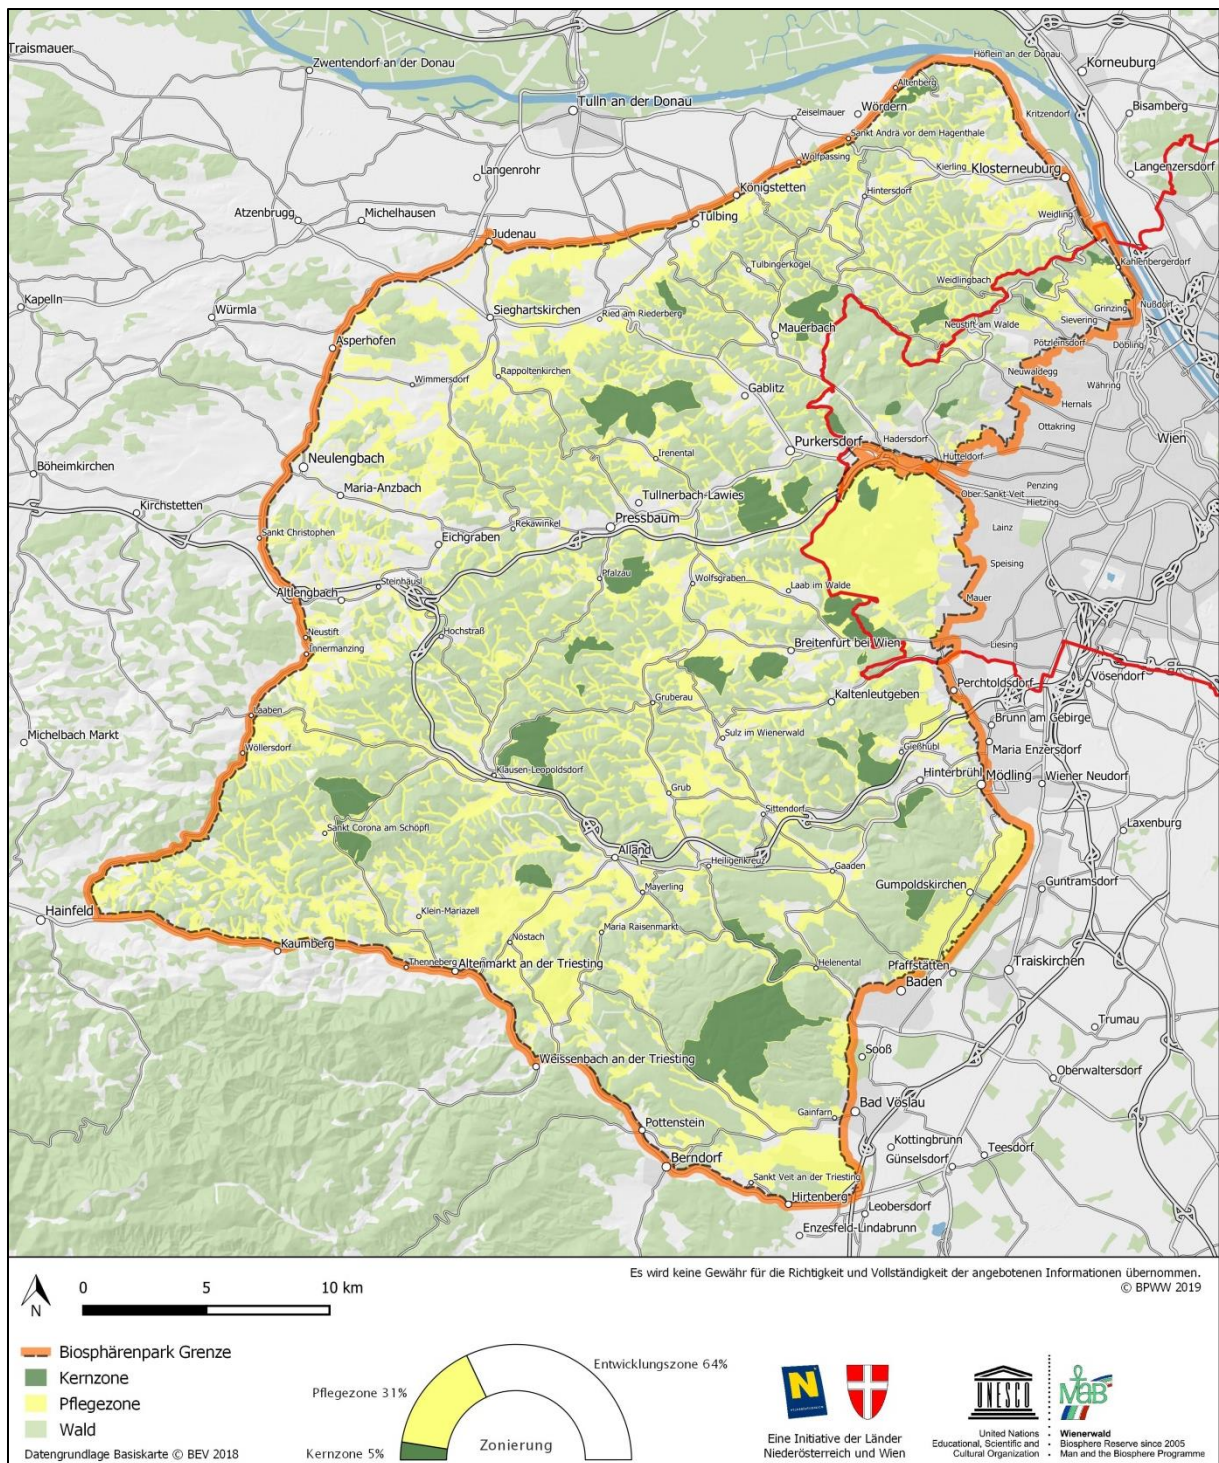 Traismauer
Zwentendorf an der Donau
Höflein an der Donau
Korneuburg
Altenberg
Tulln an der Donau
Wördern
Bisamberg
Zeiselmauer
Kritzendorf
Sankt Andrä vor dem Hagenthale
Wolfpassing
Kierling
Klosterneuburg
Langenzersdorf
Langenrohr
Königstetten
Hintersdorf
Atzenbrugg
Michelhausen
Tulbing
Weidling
Judenau
Tulbingerkogel
Kahlenbergerdorf
Weidlingbach
Kapelln
Würmla
Sieghartskirchen
Ried am Riederberg
Mauerbach
Neustift am Walde
Grinzing
Nußdorf
Sievering
Asperhofen
Pötzleinsdorf
Döbling
Rappoltenkirchen
Wimmersdorf
Neuwaldegg
Währing
Gablitz
Hernals
Ottakring
Purkersdorf
Hadersdorf
Wien
Hütteldorf
Böheimkirchen
Neulengbach
Irenental
Penzing
Maria-Anzbach
Tullnerbach-Lawies
Ober Sankt Veit
Hietzing
Kirchstetten
Pressbaum
Rekawinkel
Lainz
Sankt Christophen
Eichgraben
Speising
Pfalzau
Wolfsgraben
Laab im Walde
Steinhäusl
Altlengbach
Mauer
Neustift
Hochstraß
Innermanzing
Breitenfurt bei Wien
Liesing
Perchtoldsdorf
Vösendorf
Gruberau
Kaltenleutgeben
Laaben
Brunn am Gebirge
Michelbach Markt
Sulz im Wienerwald
Wöllersdorf
Gießhübl
Maria Enzersdorf
Klausen-Leopoldsdorf
Hinterbrühl
Mödling
Wiener Neudorf
Grub
Sittendorf
Sankt Corona am Schöpfl
Laxenburg
Alland
Heiligenkreuz
Gaaden
Mayerling
Gumpoldskirchen
Guntramsdorf
Hainfeld
Klein-Mariazell
Maria Raisenmarkt
Nöstach
Kaumberg
Thenneberg
Altenmarkt an der Triesting
Helenental
Pfaffstätten
Traiskirchen
Baden
Trumau
Sooß
Weissenbach an der Triesting
Oberwaltersdorf
Gainfarn
Bad Vöslau
Pottenstein
Kottingbrunn
Teesdorf
Günselsdorf
Berndorf
Sankt Veit an der Triesting
Hirtenberg
Leobersdorf
Enzesfeld-Lindabrunn
Es wird keine Gewähr für die Richtigkeit und Vollständigkeit der angebotenen Informationen übernommen.
© BPWW 2019
N
0 5 10 km
Biosphärenpark Grenze
Kernzone
Pflegezone
Wald
Datengrundlage Basiskarte © BEV 2018
Entwicklungszone 64%
Pflegezone 31%
Kernzone 5%
Zonierung
N
Eine Initiative der Länder
Niederösterreich und Wien
UNESCO
United Nations
Educational, Scientific and
Cultural Organization
MaB
Wienerwald
Biosphere Reserve since 2005
Man and the Biosphere Programme